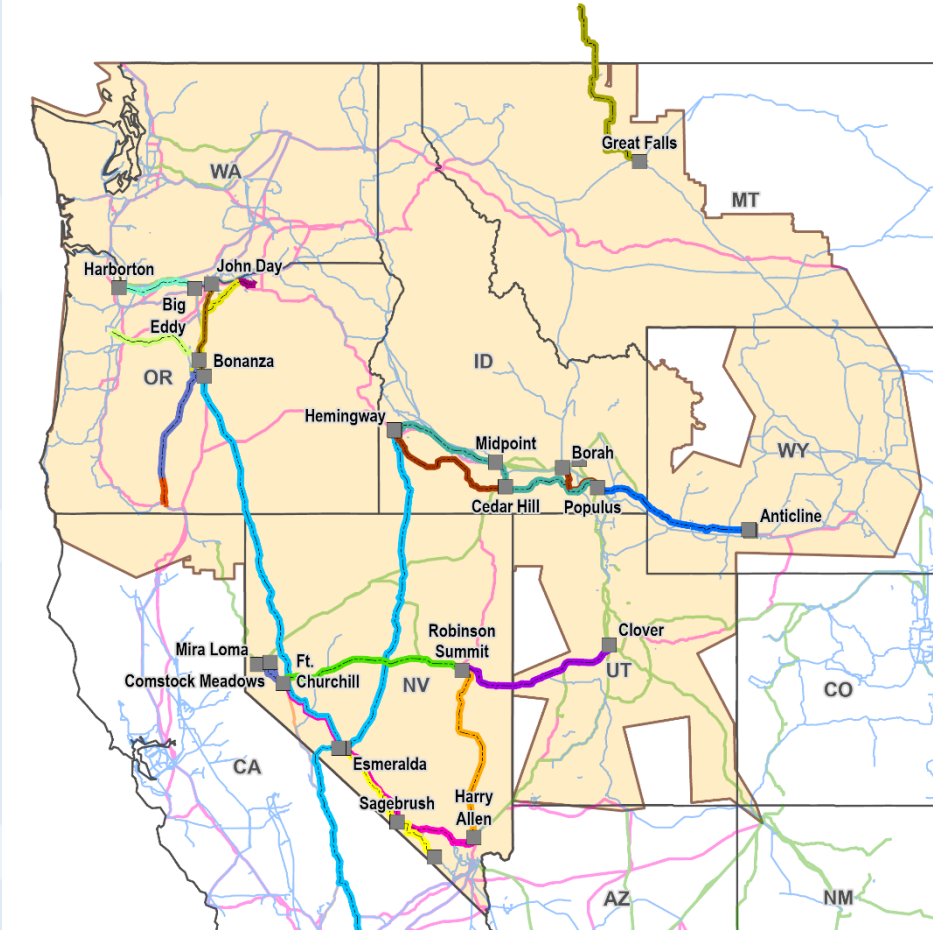 Great Falls
WA
MT
Harborton
John Day
Big
Eddy
Bonanza
OR
ID
Hemingway
Midpoint
Borah
WY
Cedar Hill
Populus
Anticline
Clover
Robinson
Summit
Mira Loma
Ft.
Churchill
Comstock Meadows
NV
UT
CO
Esmeralda
CA
Sagebrush
Harry
Allen
AZ
NM